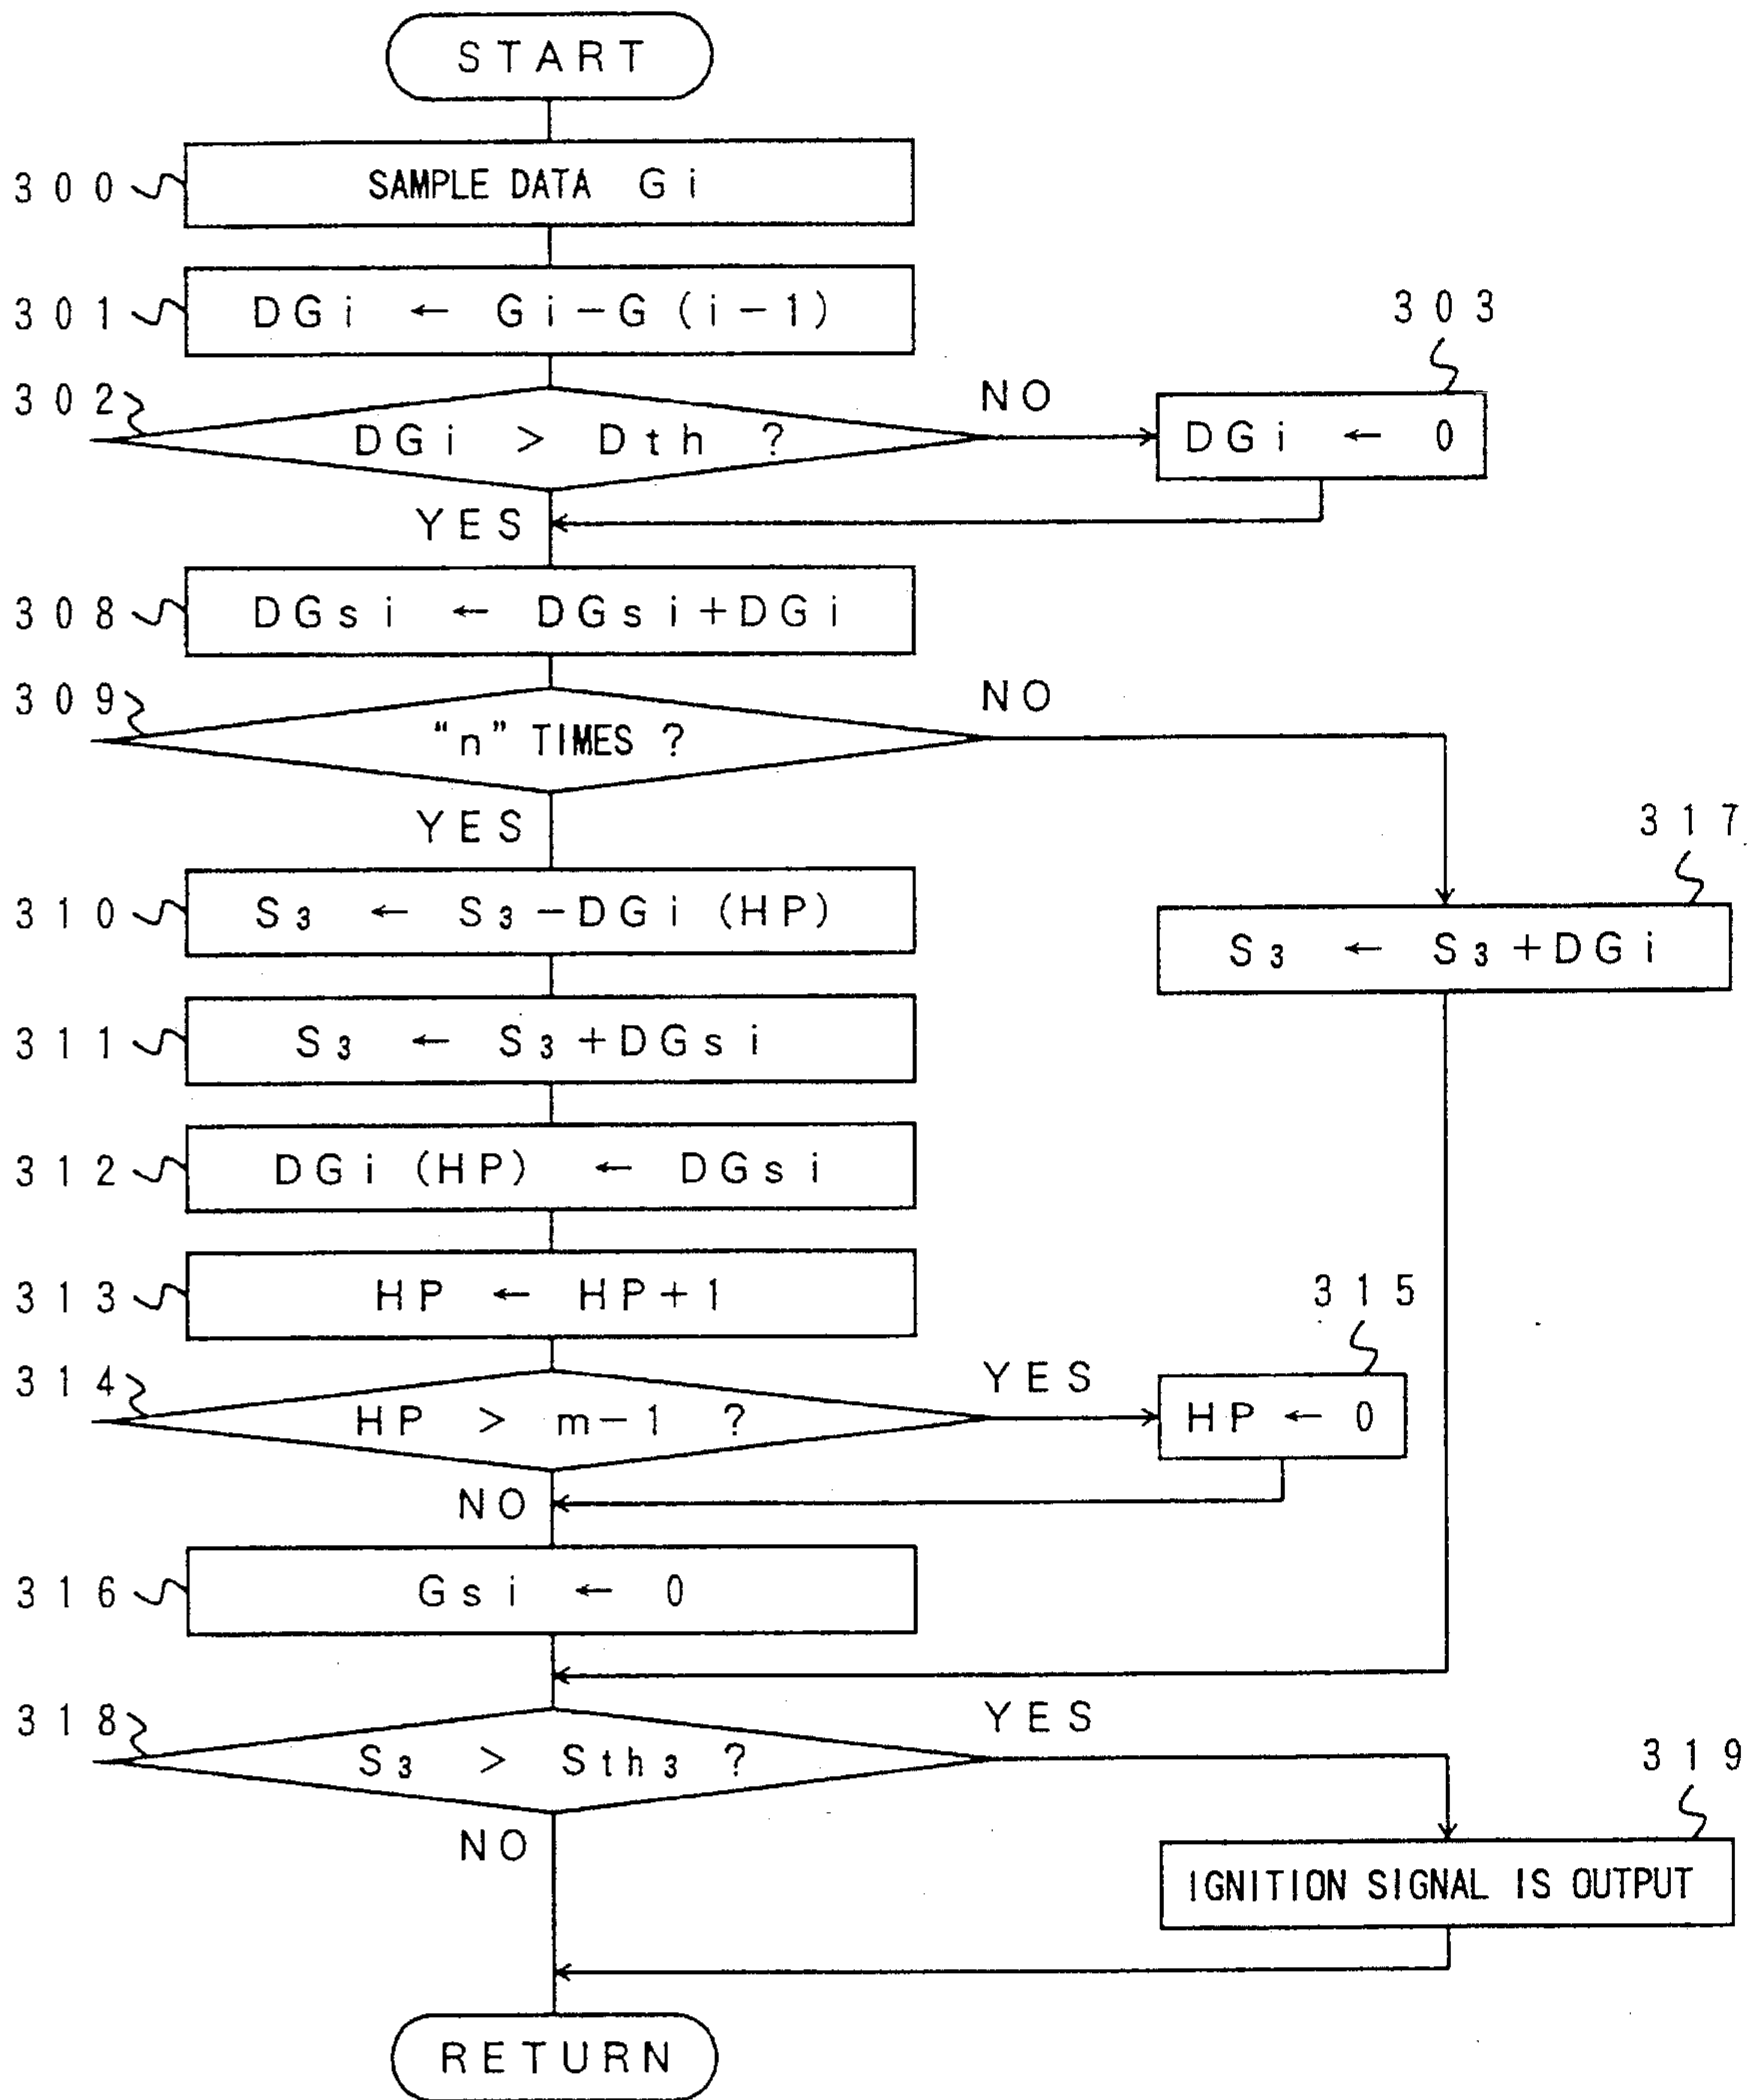 START
300 SAMPLE DATA Gi
301 DGi ← Gi−G(i−1)
303
302 DGi > Dth ?
NO
DGi ← 0
YES
308 DGsi ← DGsi+DGi
309 "n" TIMES ?
NO
YES
317
310 S3 ← S3−DGi(HP)
S3 ← S3+DGi
311 S3 ← S3+DGsi
312 DGi(HP) ← DGsi
313 HP ← HP+1
315
314 HP > m−1 ?
YES
HP ← 0
NO
316 Gsi ← 0
318 S3 > Sth3 ?
YES
319
NO
IGNITION SIGNAL IS OUTPUT
RETURN